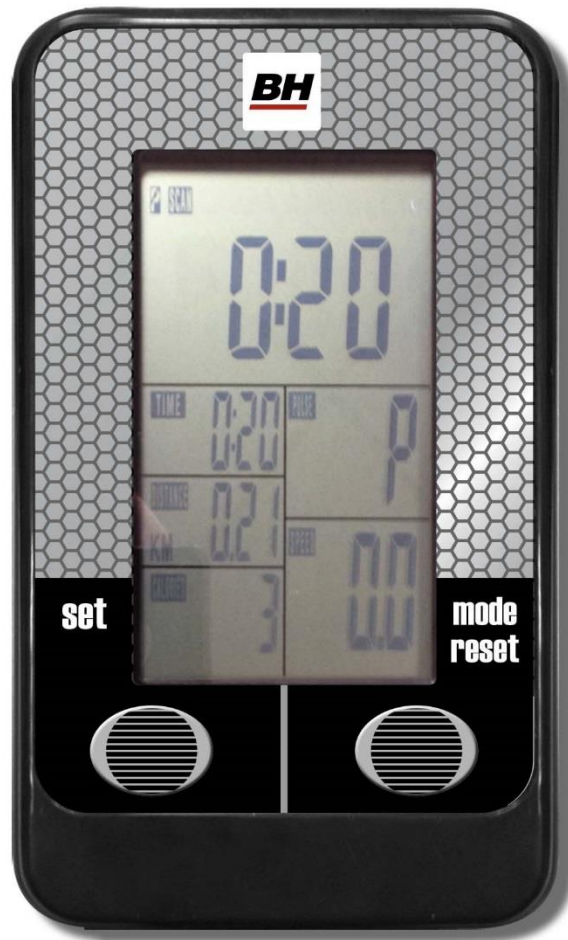 BH
SCAN
0:20
TIME 0:20
PULSE P
DISTANCE
KM 0.21
SPEED 0.0
CALORIES 3
set
mode
reset